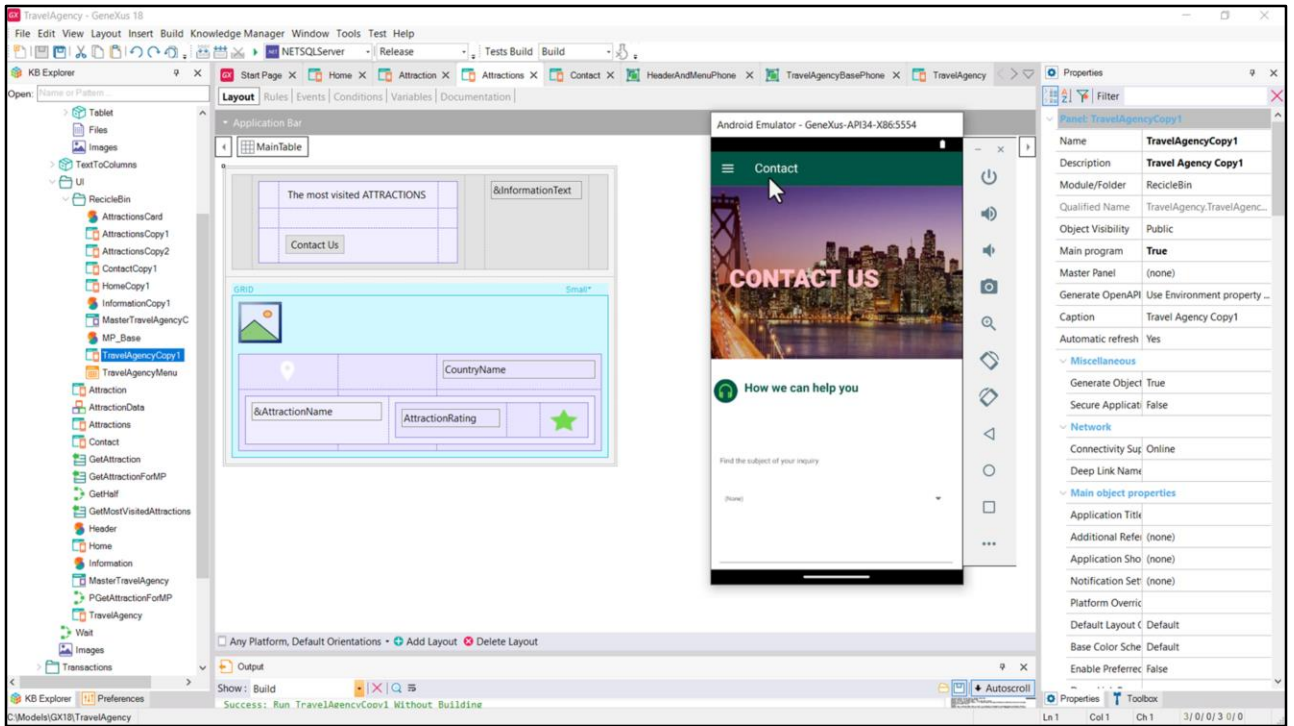 GX TravelAgency - GeneXus 18
File Edit View Layout Insert Build Knowledge Manager Window Tools Test Help
NETSQLServer Release Tests Build Build
KB Explorer
Open: Name or Pattern...
Tablet
Files
Images
TextToColumns
UI
RecicleBin
AttractionsCard
AttractionsCopy1
AttractionsCopy2
ContactCopy1
HomeCopy1
InformationCopy1
MasterTravelAgencyC
MP_Base
TravelAgencyCopy1
TravelAgencyMenu
Attraction
AttractionData
Attractions
Contact
GetAttraction
GetAttractionForMP
GetHalf
GetMostVisitedAttractions
Header
Home
Information
MasterTravelAgency
PGetAttractionForMP
TravelAgency
Wait
Images
Transactions
KB Explorer Preferences
C:\Models\GX18\TravelAgency
GX Start Page X Home X Attraction X Attractions X Contact X HeaderAndMenuPhone X TravelAgencyBasePhone X TravelAgency
Layout Rules Events Conditions Variables Documentation
Application Bar
MainTable
The most visited ATTRACTIONS
&InformationText
Contact Us
GRID Small*
CountryName
&AttractionName
AttractionRating
Any Platform, Default Orientations Add Layout Delete Layout
Output
Show: Build Autoscroll
Success: Run TravelAgencyCopy1 Without Building
Android Emulator - GeneXus-API34-X86:5554
Contact
CONTACT US
How we can help you
Find the subject of your inquiry
(None)
Properties
Filter
Panel: TravelAgencyCopy1
Name TravelAgencyCopy1
Description Travel Agency Copy1
Module/Folder RecicleBin
Qualified Name TravelAgency.TravelAgenc...
Object Visibility Public
Main program True
Master Panel (none)
Generate OpenAPI Use Environment property ...
Caption Travel Agency Copy1
Automatic refresh Yes
Miscellaneous
Generate Object True
Secure Applicati False
Network
Connectivity Sup Online
Deep Link Name
Main object properties
Application Title
Additional Refer (none)
Application Sho (none)
Notification Sett (none)
Platform Overric
Default Layout ( Default
Base Color Sche Default
Enable Preferrec False
Properties Toolbox
Ln 1 Col 1 Ch 1 3/ 0/ 0/ 3 0/ 0